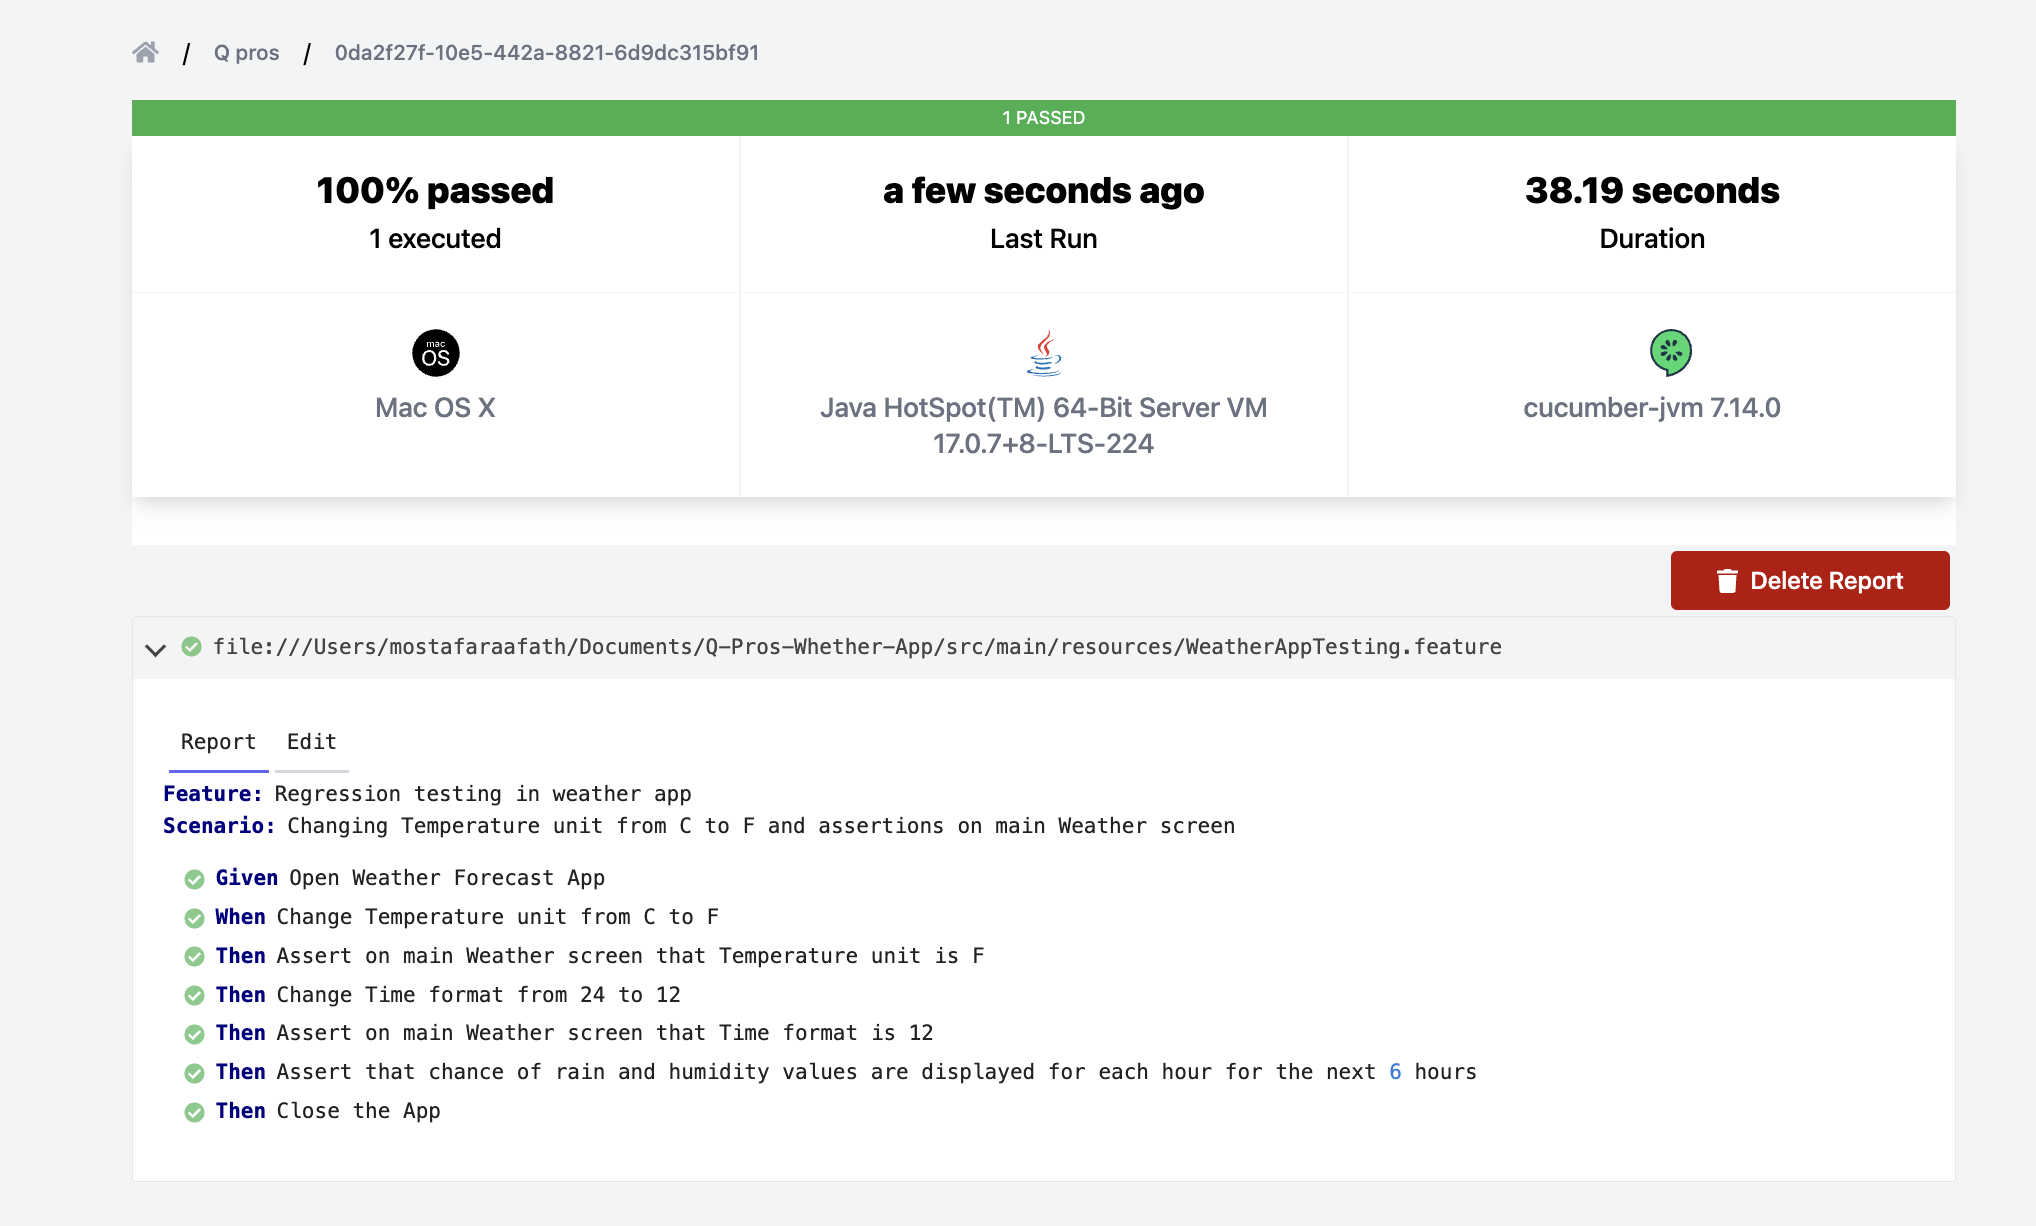 / Q pros / 0da2f27f-10e5-442a-8821-6d9dc315bf91
1 PASSED
100% passed
1 executed
a few seconds ago
Last Run
38.19 seconds
Duration
mac
OS
Mac OS X
Java HotSpot(TM) 64-Bit Server VM
17.0.7+8-LTS-224
cucumber-jvm 7.14.0
Delete Report
file:///Users/mostafaraafath/Documents/Q-Pros-Whether-App/src/main/resources/WeatherAppTesting.feature
Report Edit
Feature: Regression testing in weather app
Scenario: Changing Temperature unit from C to F and assertions on main Weather screen
Given Open Weather Forecast App
When Change Temperature unit from C to F
Then Assert on main Weather screen that Temperature unit is F
Then Change Time format from 24 to 12
Then Assert on main Weather screen that Time format is 12
Then Assert that chance of rain and humidity values are displayed for each hour for the next 6 hours
Then Close the App